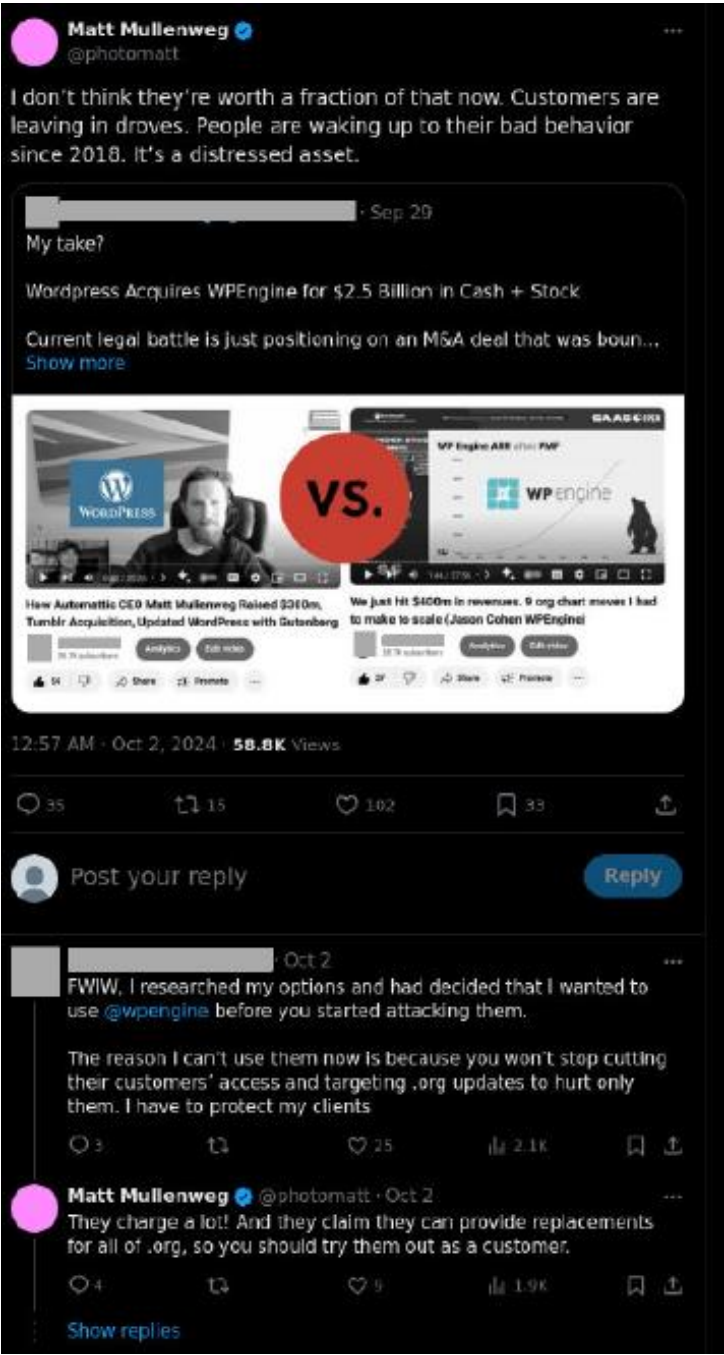 Matt Mullenweg
@photomatt
I don't think they're worth a fraction of that now. Customers are
leaving in droves. People are waking up to their bad behavior
since 2018. It's a distressed asset.
· Sep 29
My take?
Wordpress Acquires WPEngine for $2.5 Billion in Cash + Stock
Current legal battle is just positioning on an M&A deal that was boun...
Show more
WORDPRESS
VS.
WP Engine ARR after PMF
WP engine
How Automattic CEO Matt Mullenweg Raised $300m,
Tumblr Acquisition, Updated WordPress with Gutenberg
Analytics
Edit video
Share
Promote
We just hit $400m in revenues. 9 org chart moves I had
to make to scale (Jason Cohen WPEngine)
Analytics
Edit video
Share
Promote
12:57 AM · Oct 2, 2024 · 58.8K Views
35
15
102
33
Post your reply
Reply
· Oct 2
FWIW, I researched my options and had decided that I wanted to
use @wpengine before you started attacking them.
The reason I can't use them now is because you won't stop cutting
their customers' access and targeting .org updates to hurt only
them. I have to protect my clients
3
25
2.1K
Matt Mullenweg @photomatt · Oct 2
They charge a lot! And they claim they can provide replacements
for all of .org, so you should try them out as a customer.
4
9
1.9K
Show replies